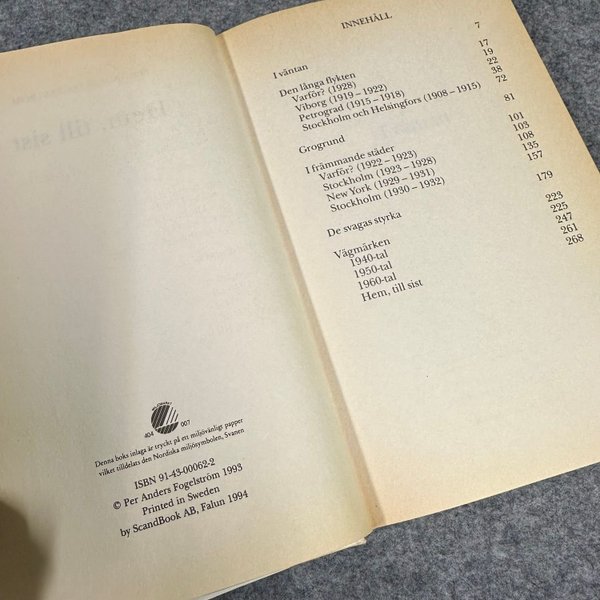 404 007
Denna boks inlaga är tryckt på ett miljövänligt papper
vilket tilldelats den Nordiska miljösymbolen, Svanen
ISBN 91-43-00062-2
© Per Anders Fogelström 1993
Printed in Sweden
by ScandBook AB, Falun 1994
INNEHÅLL
I väntan 7
Den långa flykten 17
Varför? (1928) 19
Viborg (1919–1922) 22
Petrograd (1915–1918) 38
Stockholm och Helsingfors (1908–1915) 72
Grogrund 81
I främmande städer 101
Varför? (1922–1923) 103
Stockholm (1923–1928) 108
New York (1929–1931) 135
Stockholm (1930–1932) 157
De svagas styrka 179
Vägmärken 223
1940-tal 225
1950-tal 247
1960-tal 261
Hem, till sist 268